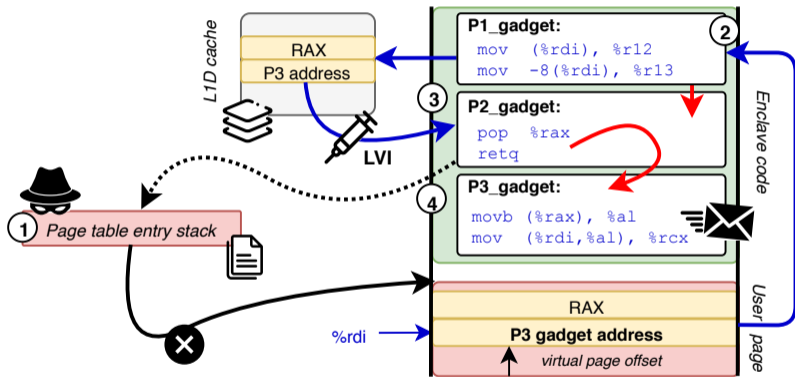 L1D cache
RAX
P3 address
LVI
1
Page table entry stack
P1_gadget:
mov (%rdi), %r12
mov -8(%rdi), %r13
2
3
P2_gadget:
pop %rax
retq
4
P3_gadget:
movb (%rax), %al
mov (%rdi,%al), %rcx
Enclave code
%rdi
RAX
P3 gadget address
virtual page offset
User page